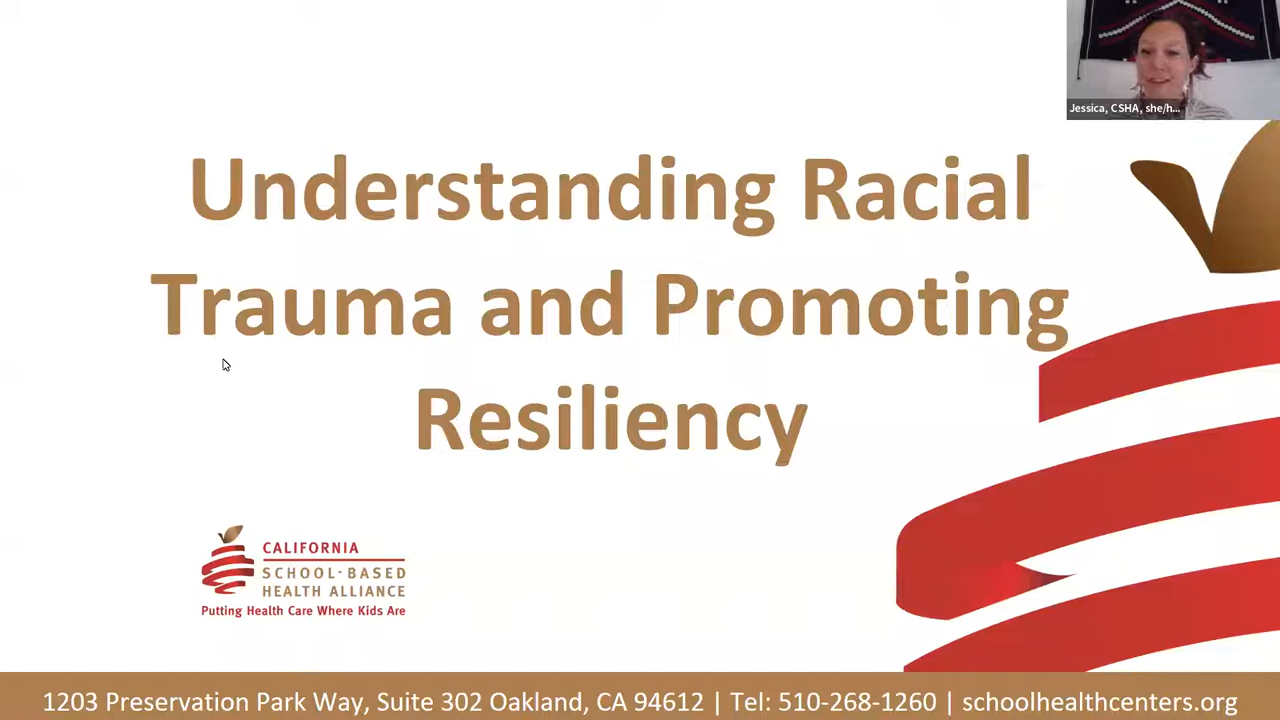 Jessica, CSHA, she/h...
Understanding Racial
Trauma and Promoting
Resiliency
CALIFORNIA
SCHOOL-BASED
HEALTH ALLIANCE
Putting Health Care Where Kids Are
1203 Preservation Park Way, Suite 302 Oakland, CA 94612 | Tel: 510-268-1260 | schoolhealthcenters.org